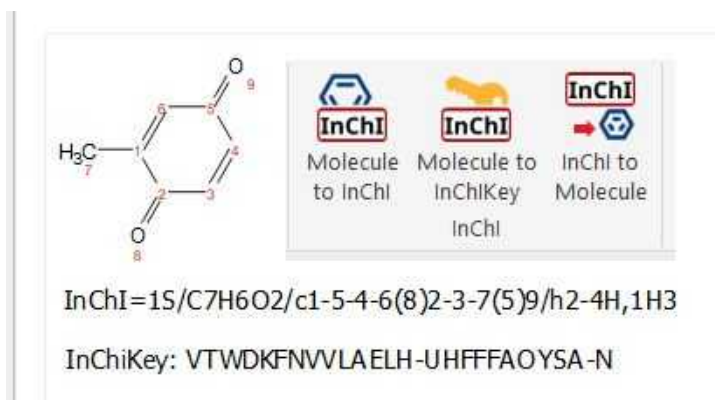 O
9
6
5
H3C
7
1
4
2
3
O
8
InChI
InChI
InChI
Molecule to InChI
Molecule to InChIKey
InChI to Molecule
InChI
InChI=1S/C7H6O2/c1-5-4-6(8)2-3-7(5)9/h2-4H,1H3
InChiKey: VTWDKFNVVLAELH-UHFFFAOYSA-N